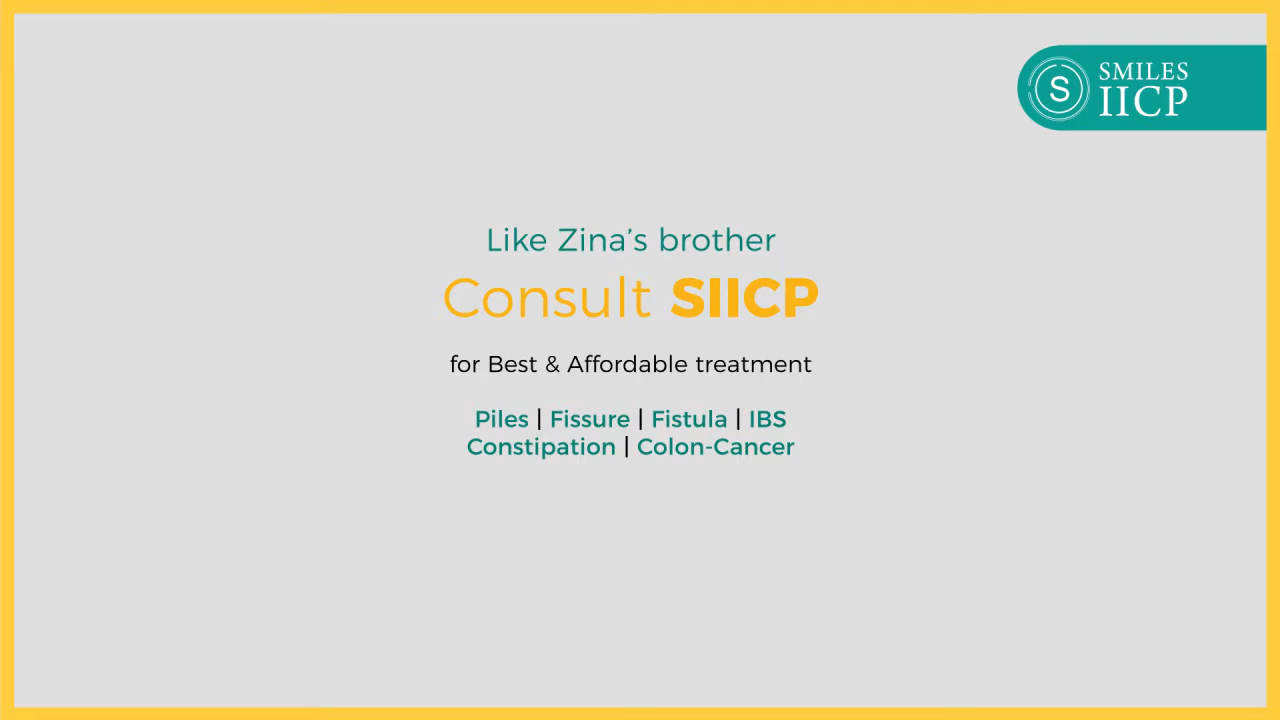 S SMILES
IICP
Like Zina’s brother
Consult SIICP
for Best & Affordable treatment
Piles | Fissure | Fistula | IBS
Constipation | Colon-Cancer